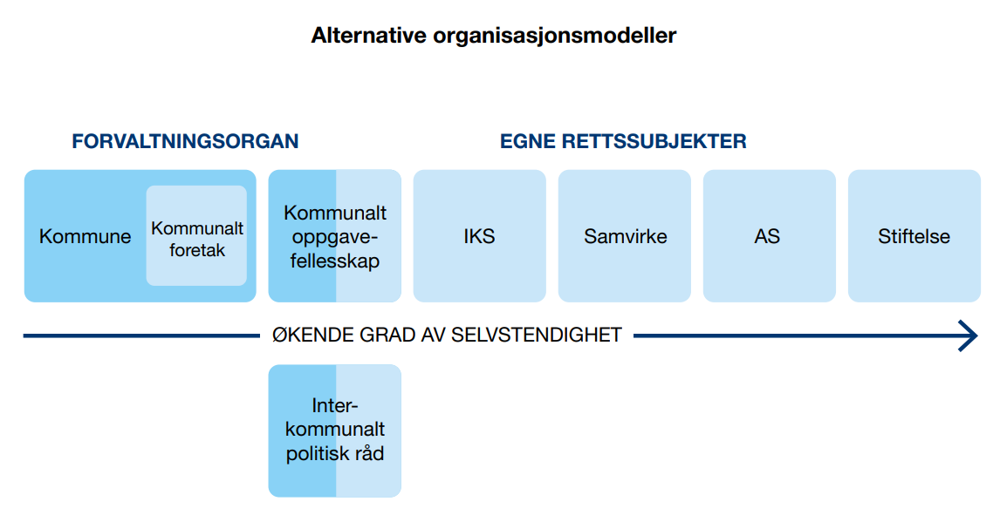 Alternative organisasjonsmodeller
FORVALTNINGSORGAN
EGNE RETTSSUBJEKTER
Kommune
Kommunalt
foretak
Kommunalt
oppgave-
fellesskap
IKS
Samvirke
AS
Stiftelse
ØKENDE GRAD AV SELVSTENDIGHET
Inter-
kommunalt
politisk råd